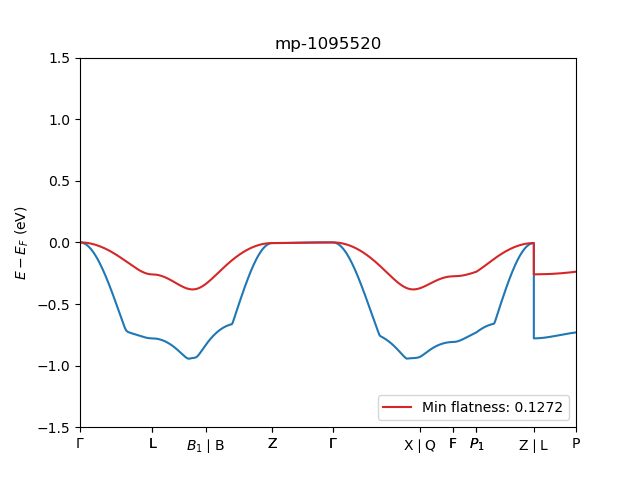 mp-1095520
E − E_F (eV)
1.5
1.0
0.5
0.0
−0.5
−1.0
−1.5
Min flatness: 0.1272
Γ L B₁ | B Z Γ X | Q F P₁ Z | L P